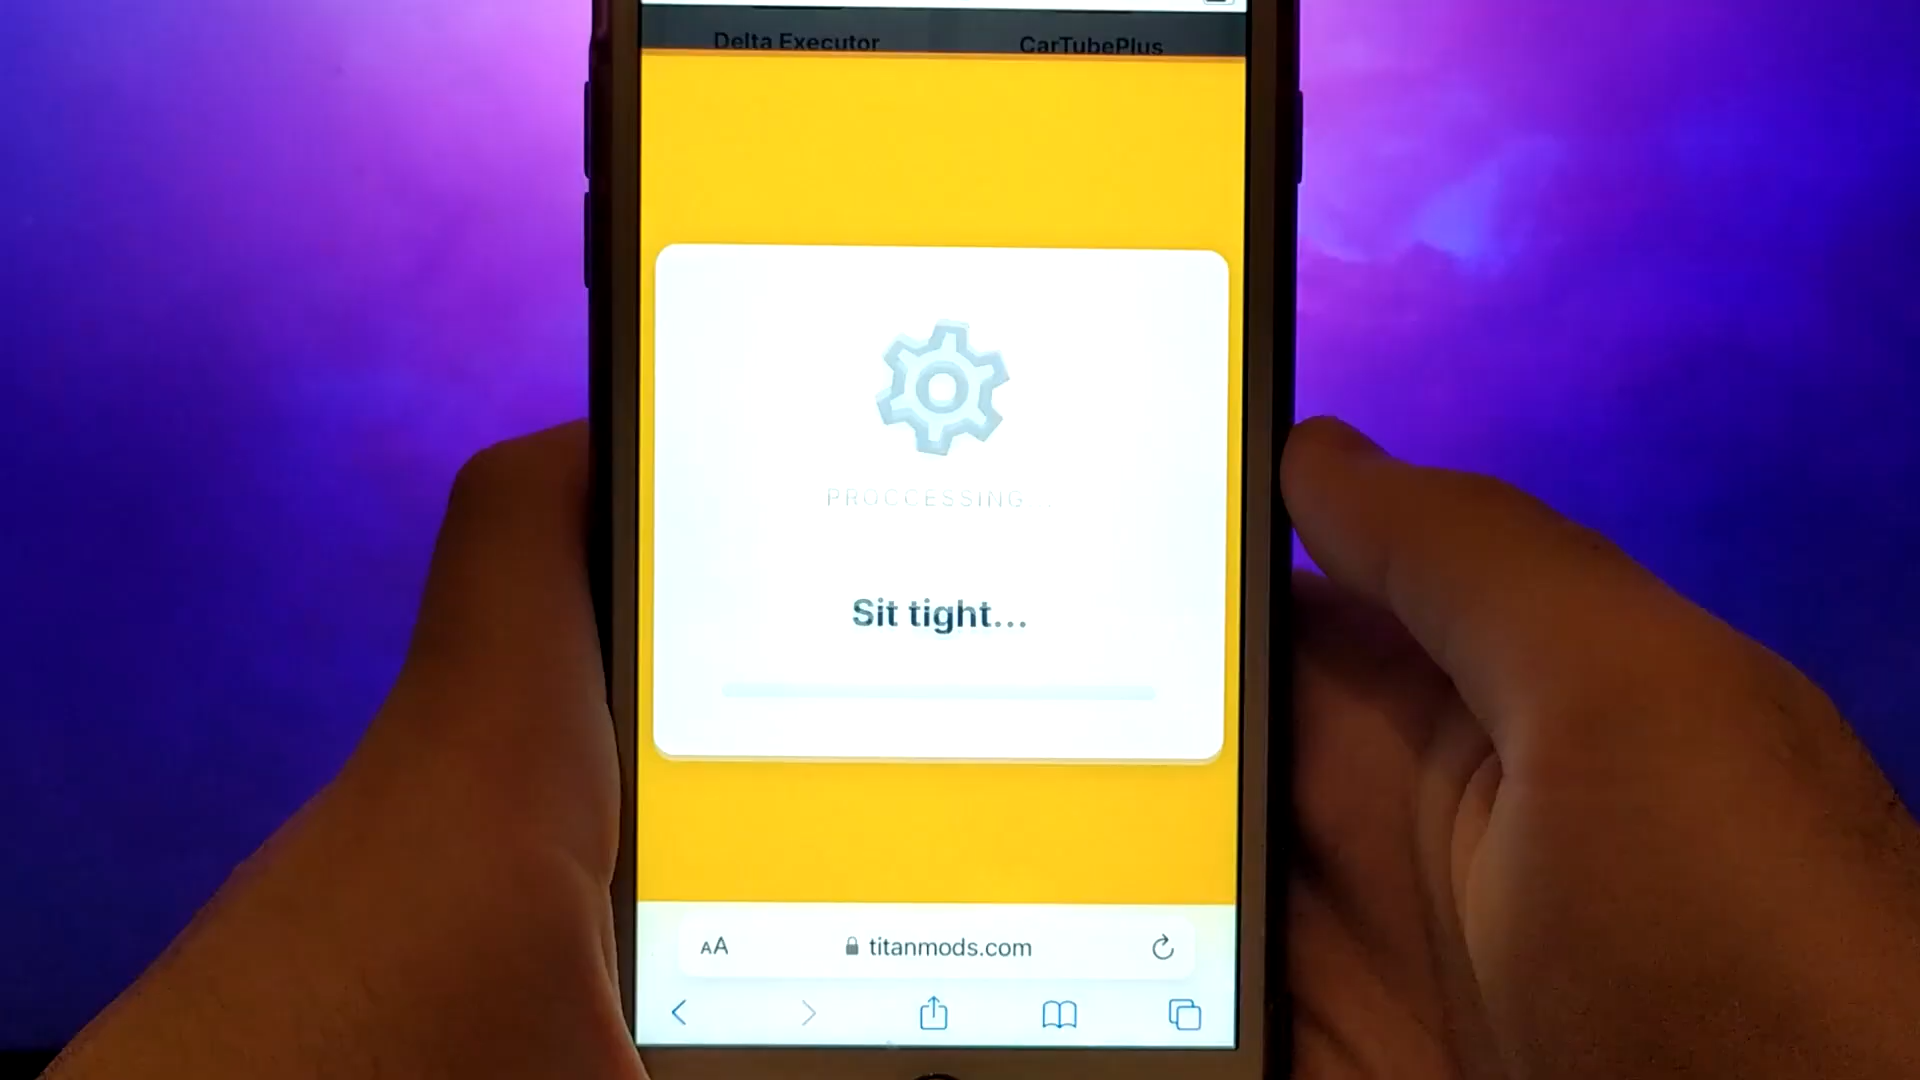 Delta Executor CarTubePlus
PROCCESSING . .
Sit tight...
AA titanmods.com